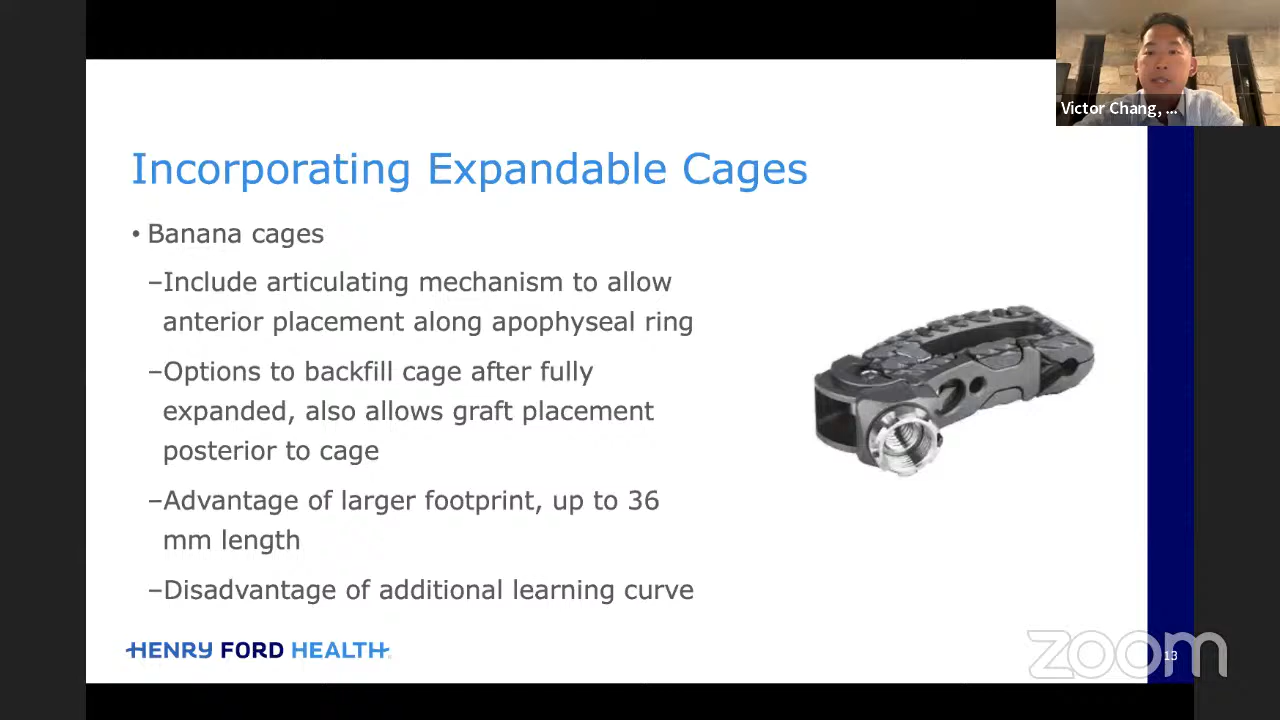 Victor Chang, ...
Incorporating Expandable Cages
• Banana cages
–Include articulating mechanism to allow
anterior placement along apophyseal ring
–Options to backfill cage after fully
expanded, also allows graft placement
posterior to cage
–Advantage of larger footprint, up to 36
mm length
–Disadvantage of additional learning curve
HENRY FORD HEALTH
zoom
13